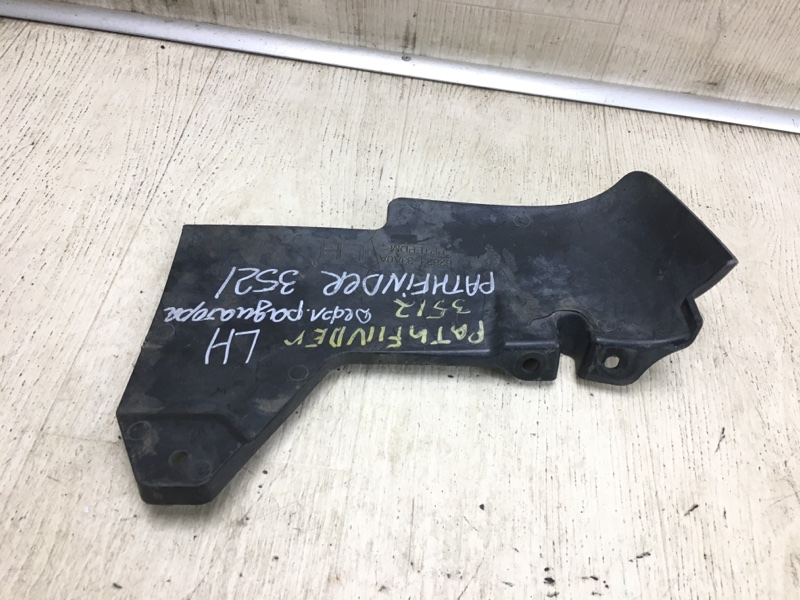 PATHFINDER
3512
PATHFINDER 3521
Дефл. радиатора
LH